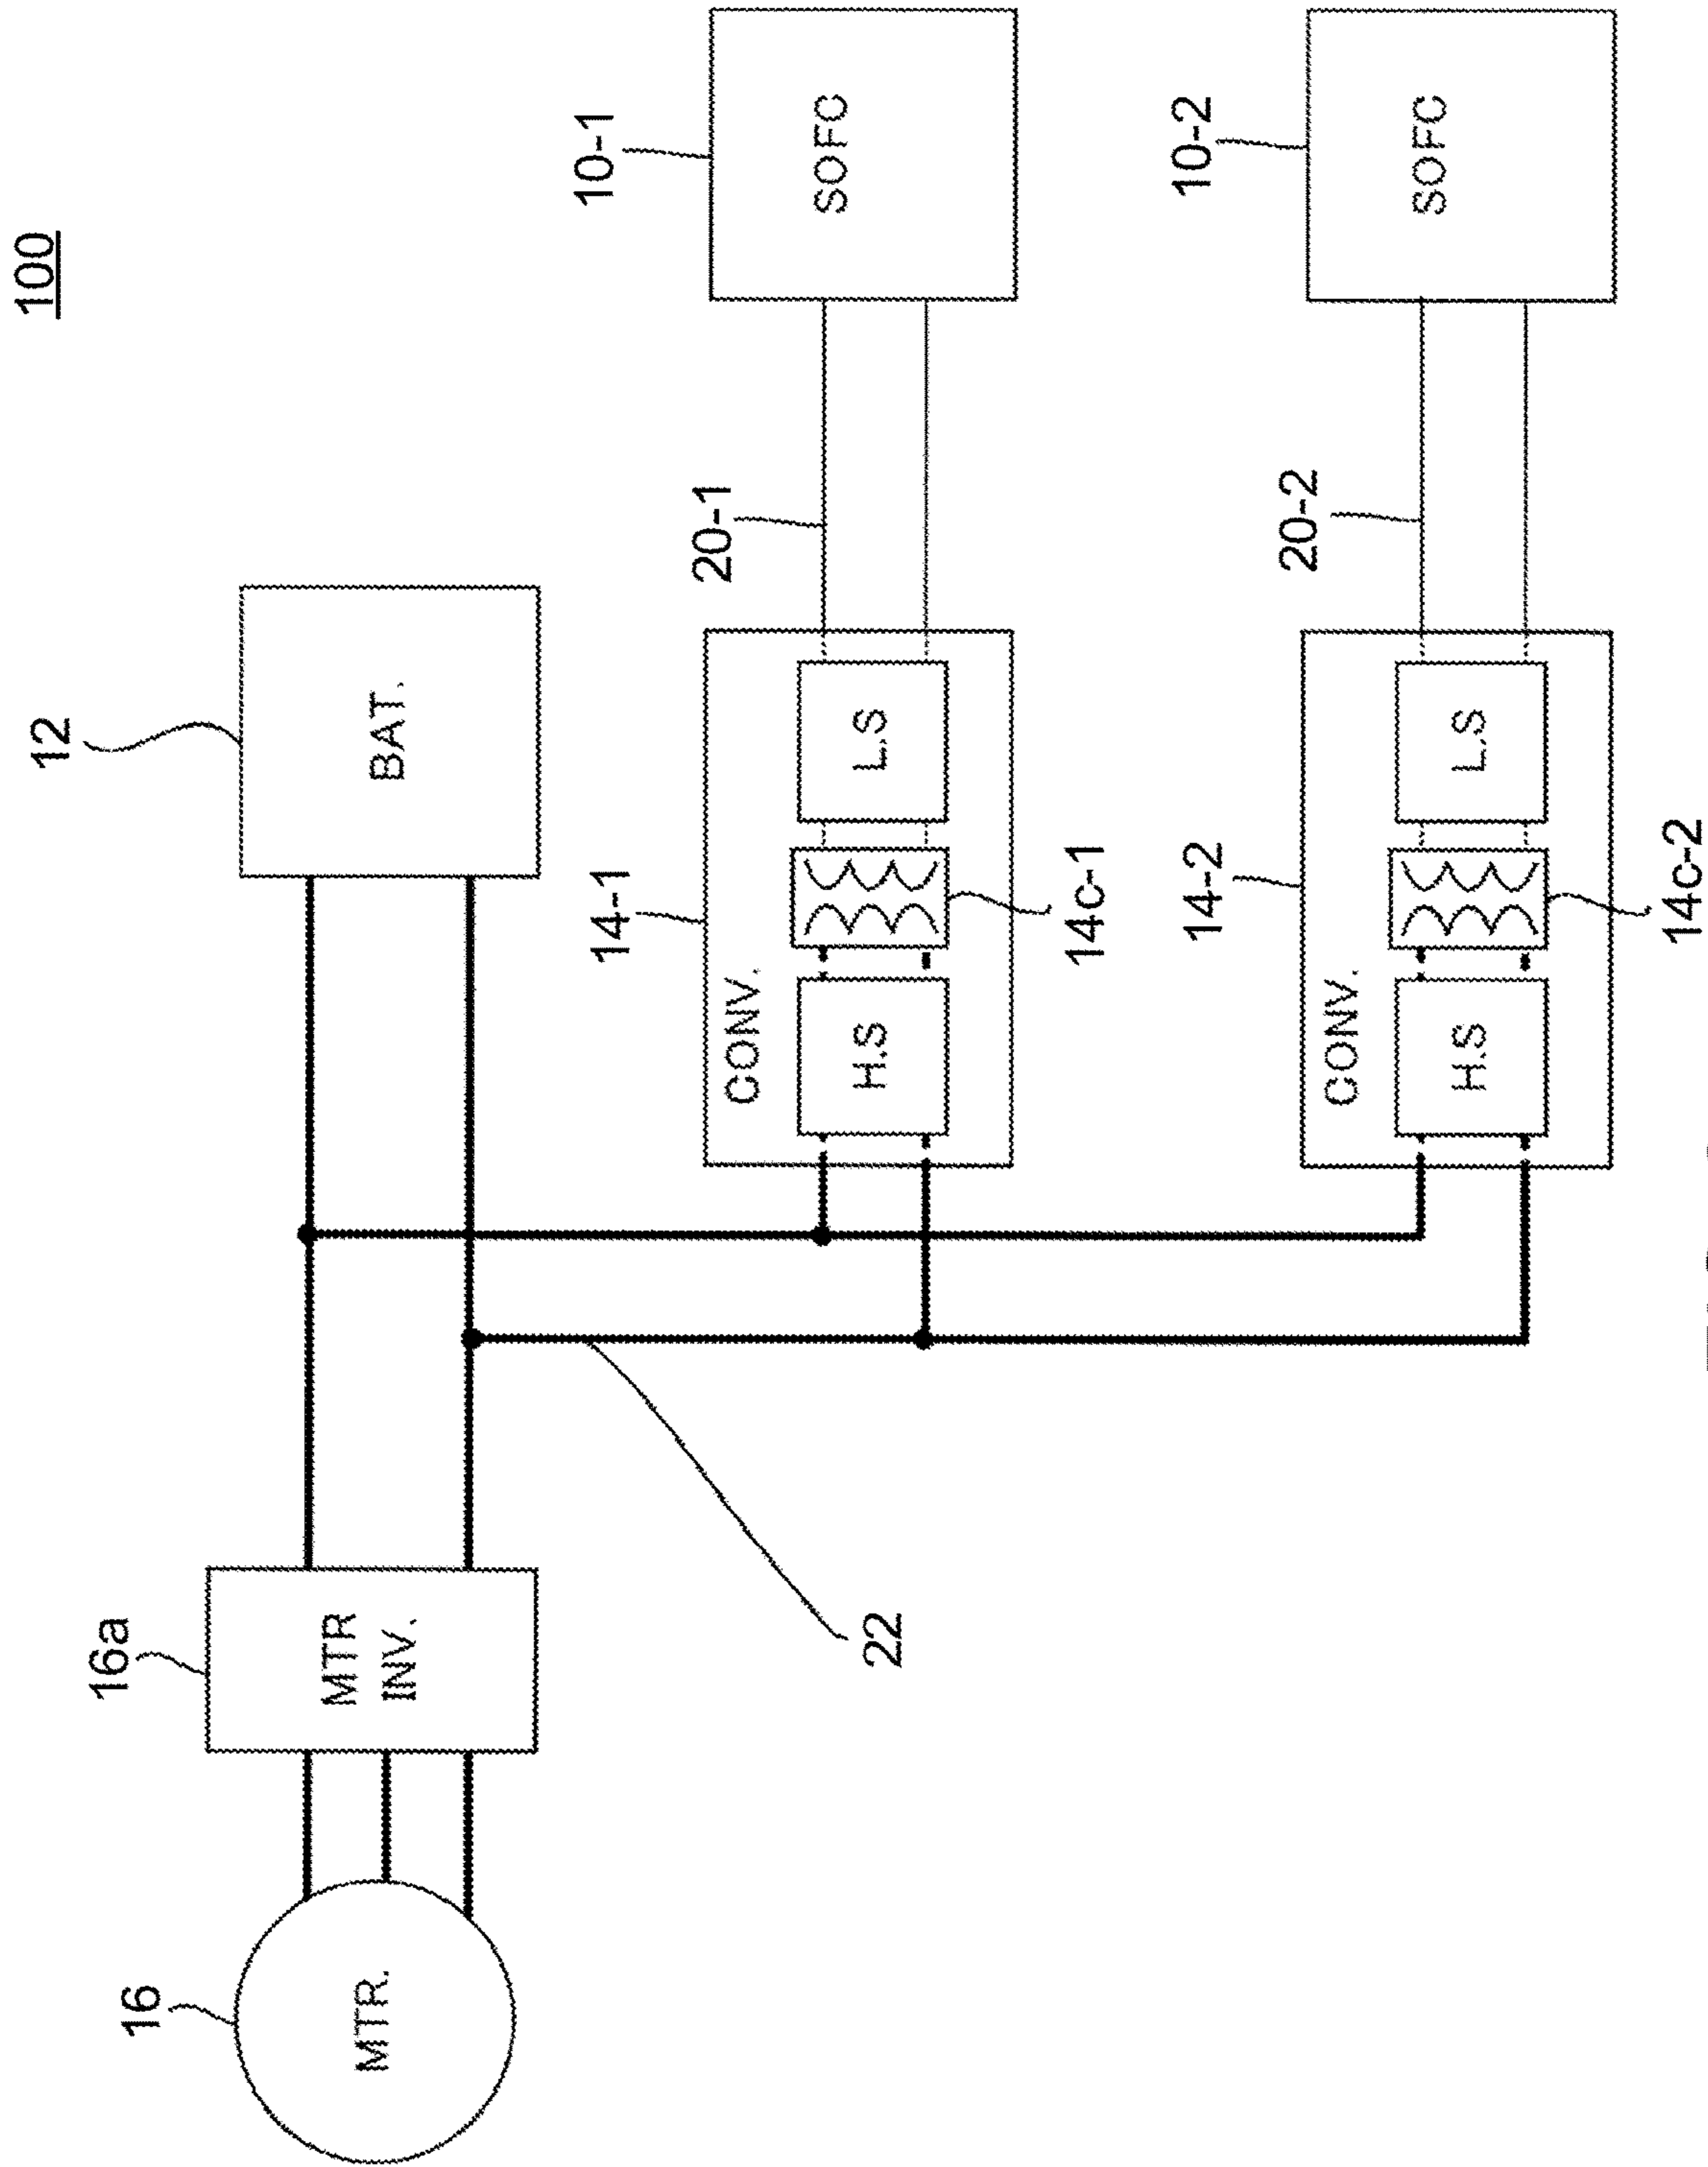 100
16
16a
12
MTR.
MTR
INV.
BAT.
22
14-1
20-1
10-1
CONV.
H.S
L.S
SOFC
14c-1
14-2
20-2
10-2
CONV.
H.S
L.S
SOFC
14c-2